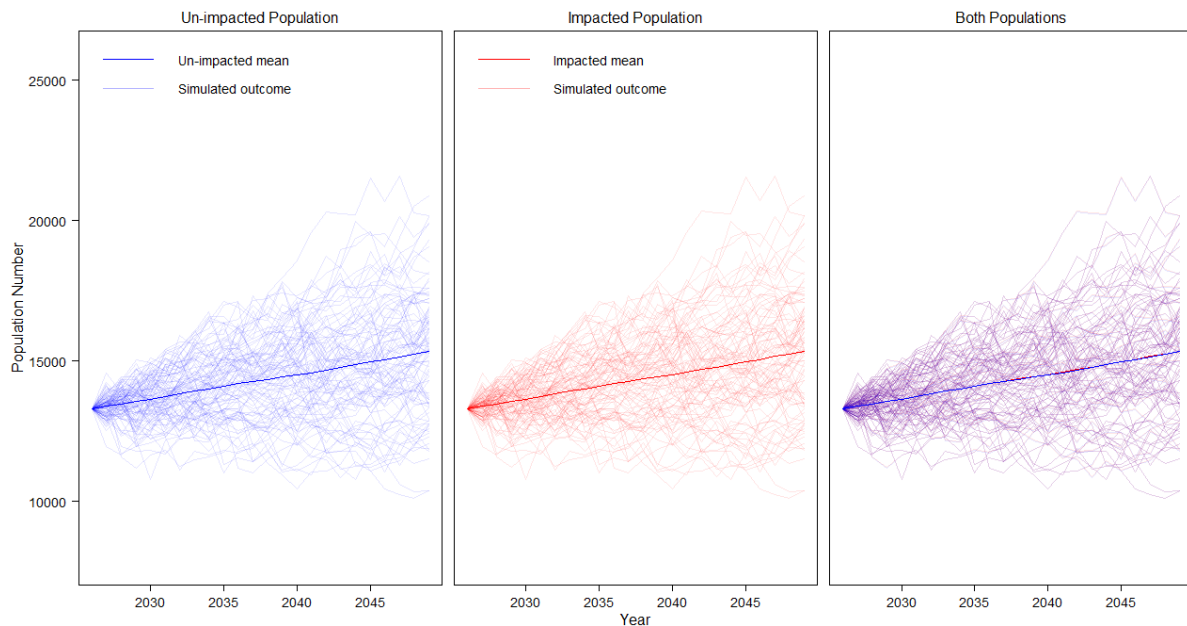 Un-impacted Population
Impacted Population
Both Populations
Un-impacted mean
Simulated outcome
Impacted mean
Simulated outcome
Population Number
25000
20000
15000
10000
2030
2035
2040
2045
2030
2035
2040
2045
2030
2035
2040
2045
Year